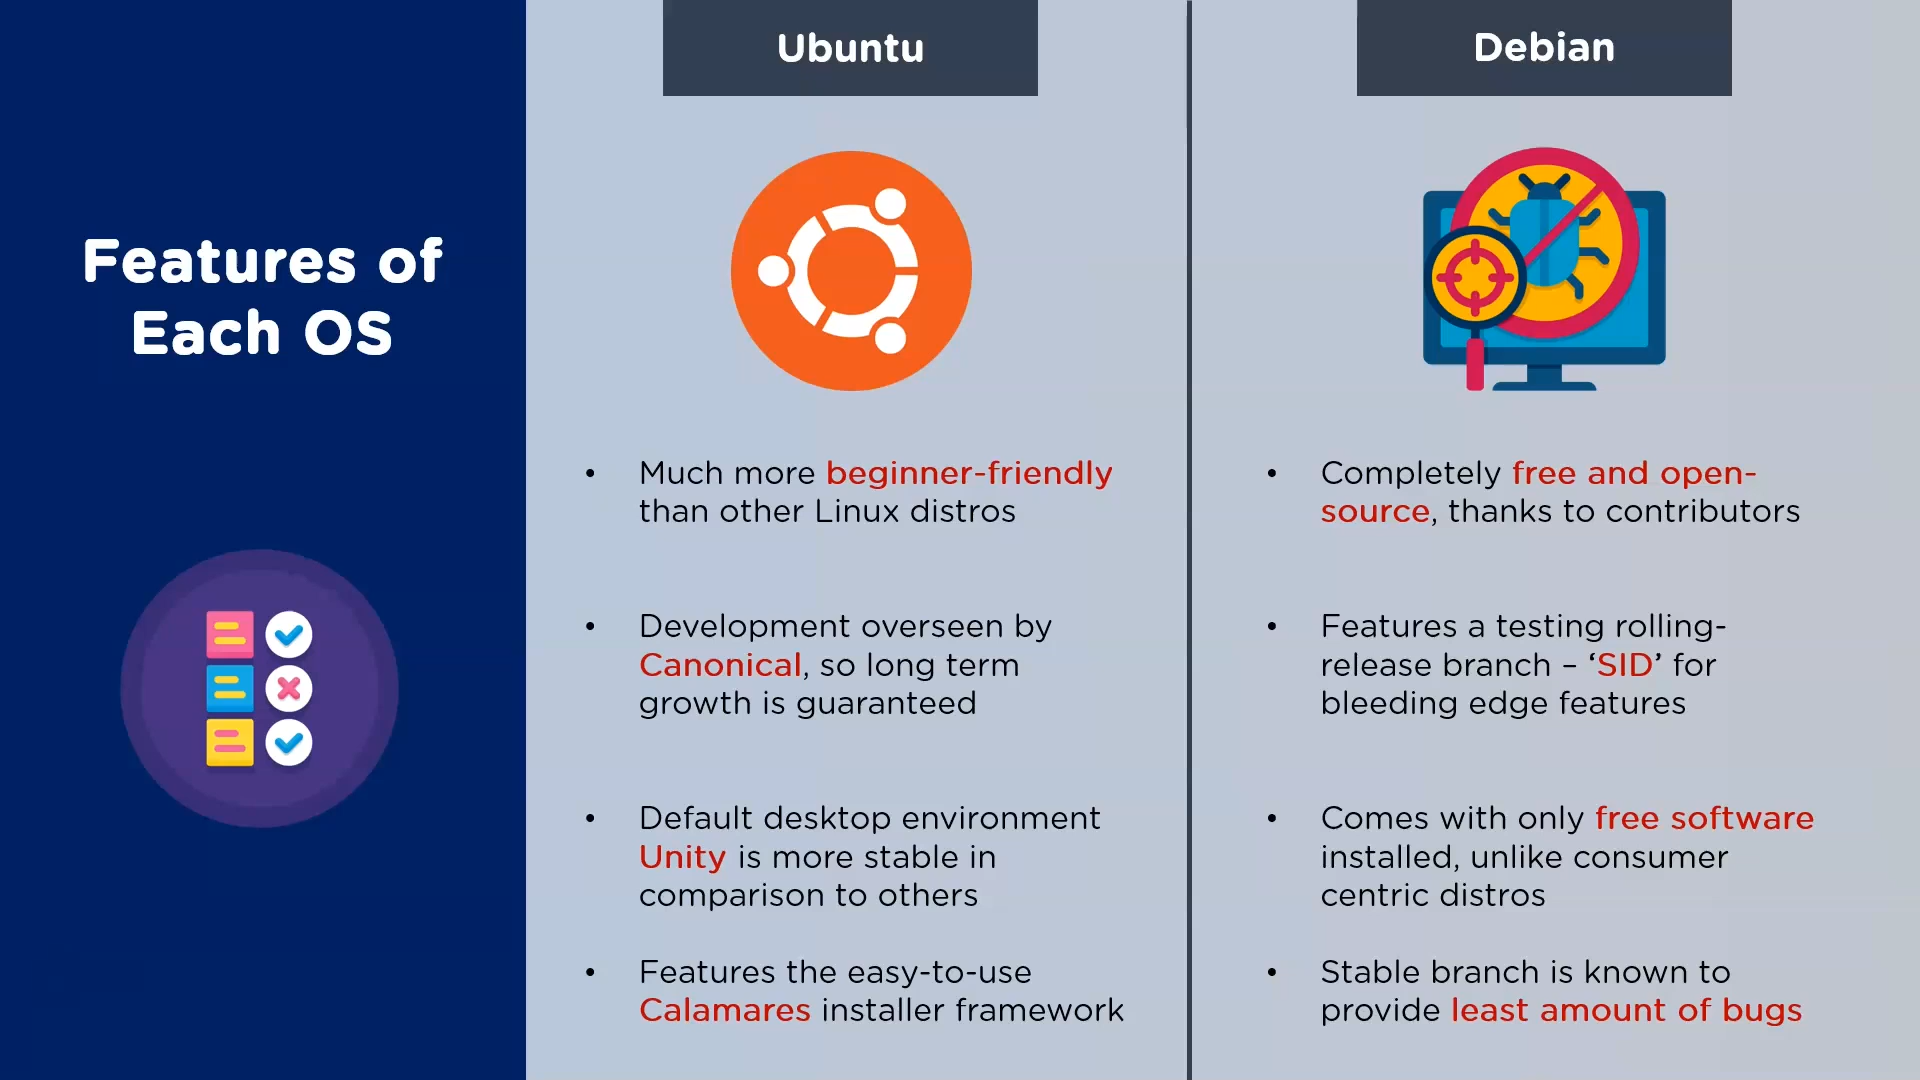 Features of
Each OS
Ubuntu
• Much more beginner-friendly
than other Linux distros
• Development overseen by
Canonical, so long term
growth is guaranteed
• Default desktop environment
Unity is more stable in
comparison to others
• Features the easy-to-use
Calamares installer framework
Debian
• Completely free and open-
source, thanks to contributors
• Features a testing rolling-
release branch – ‘SID’ for
bleeding edge features
• Comes with only free software
installed, unlike consumer
centric distros
• Stable branch is known to
provide least amount of bugs